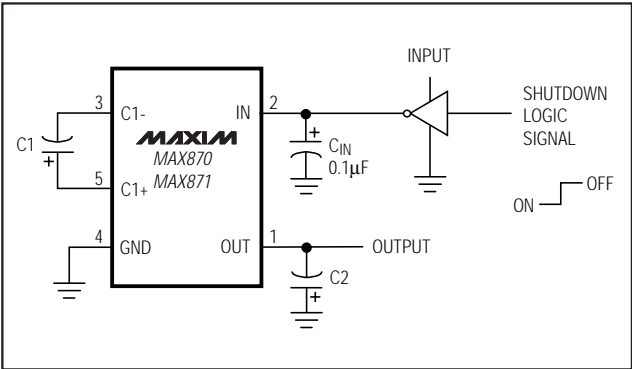 INPUT
SHUTDOWN
LOGIC
SIGNAL
3 C1- IN 2
MAXIM
MAX870
MAX871
C1
+
5 C1+
+
CIN
0.1µF
ON OFF
4 GND OUT 1 OUTPUT
C2
+